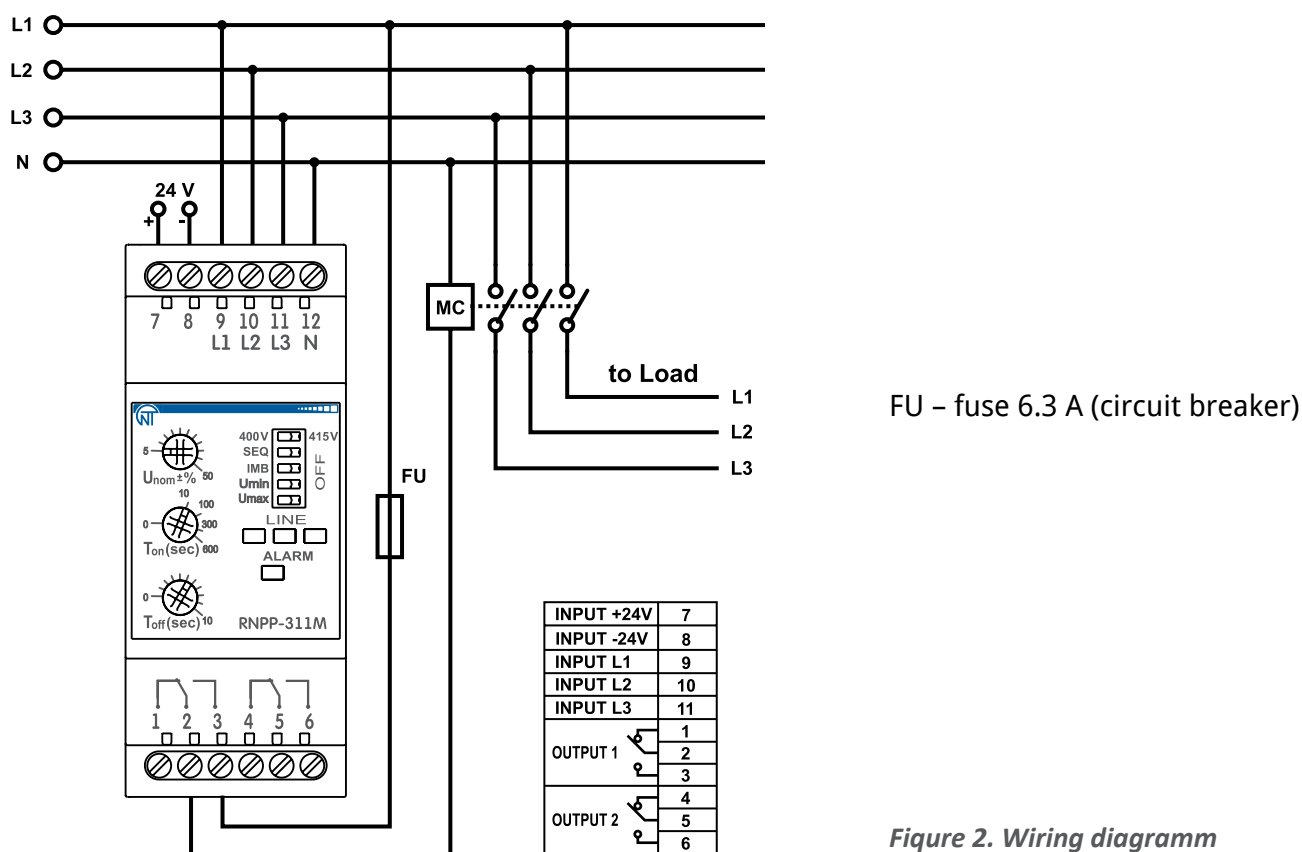 L1
L2
L3
N
24 V
+ -
7 8 9 10 11 12
L1 L2 L3 N
MC
to Load
L1
L2
L3
FU – fuse 6.3 A (circuit breaker)
NT
400V 415V
SEQ
IMB
Umin
Umax
OFF
5
50
Unom±%
10
100
0
300
600
Ton(sec)
LINE
ALARM
0
10
Toff(sec)
RNPP-311M
FU
1 2 3 4 5 6
INPUT +24V 7
INPUT -24V 8
INPUT L1 9
INPUT L2 10
INPUT L3 11
OUTPUT 1 1
2
3
OUTPUT 2 4
5
6
Fiqure 2. Wiring diagramm